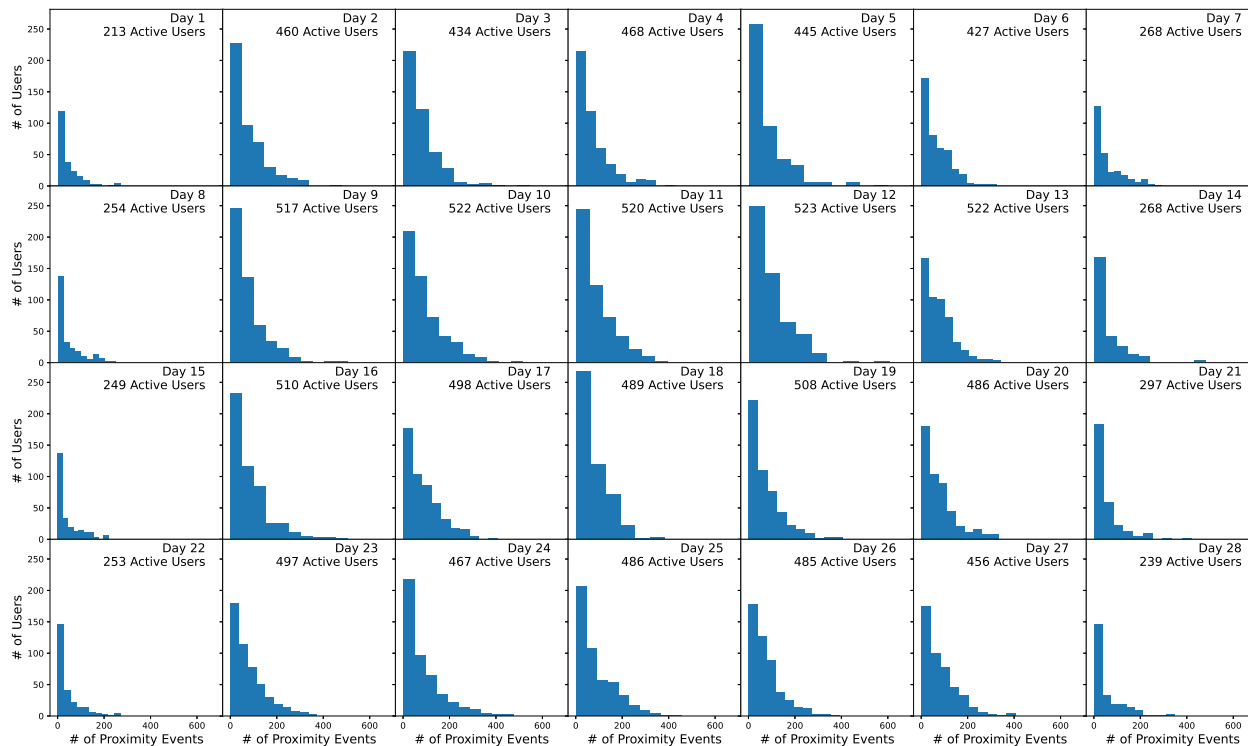 Day 1
213 Active Users
Day 2
460 Active Users
Day 3
434 Active Users
Day 4
468 Active Users
Day 5
445 Active Users
Day 6
427 Active Users
Day 7
268 Active Users
250
200
150
100
50
0
# of Users
Day 8
254 Active Users
Day 9
517 Active Users
Day 10
522 Active Users
Day 11
520 Active Users
Day 12
523 Active Users
Day 13
522 Active Users
Day 14
268 Active Users
250
200
150
100
50
0
# of Users
Day 15
249 Active Users
Day 16
510 Active Users
Day 17
498 Active Users
Day 18
489 Active Users
Day 19
508 Active Users
Day 20
486 Active Users
Day 21
297 Active Users
250
200
150
100
50
0
# of Users
Day 22
253 Active Users
Day 23
497 Active Users
Day 24
467 Active Users
Day 25
486 Active Users
Day 26
485 Active Users
Day 27
456 Active Users
Day 28
239 Active Users
250
200
150
100
50
0
# of Users
0 200 400 600
0 200 400 600
0 200 400 600
0 200 400 600
0 200 400 600
0 200 400 600
0 200 400 600
# of Proximity Events
# of Proximity Events
# of Proximity Events
# of Proximity Events
# of Proximity Events
# of Proximity Events
# of Proximity Events